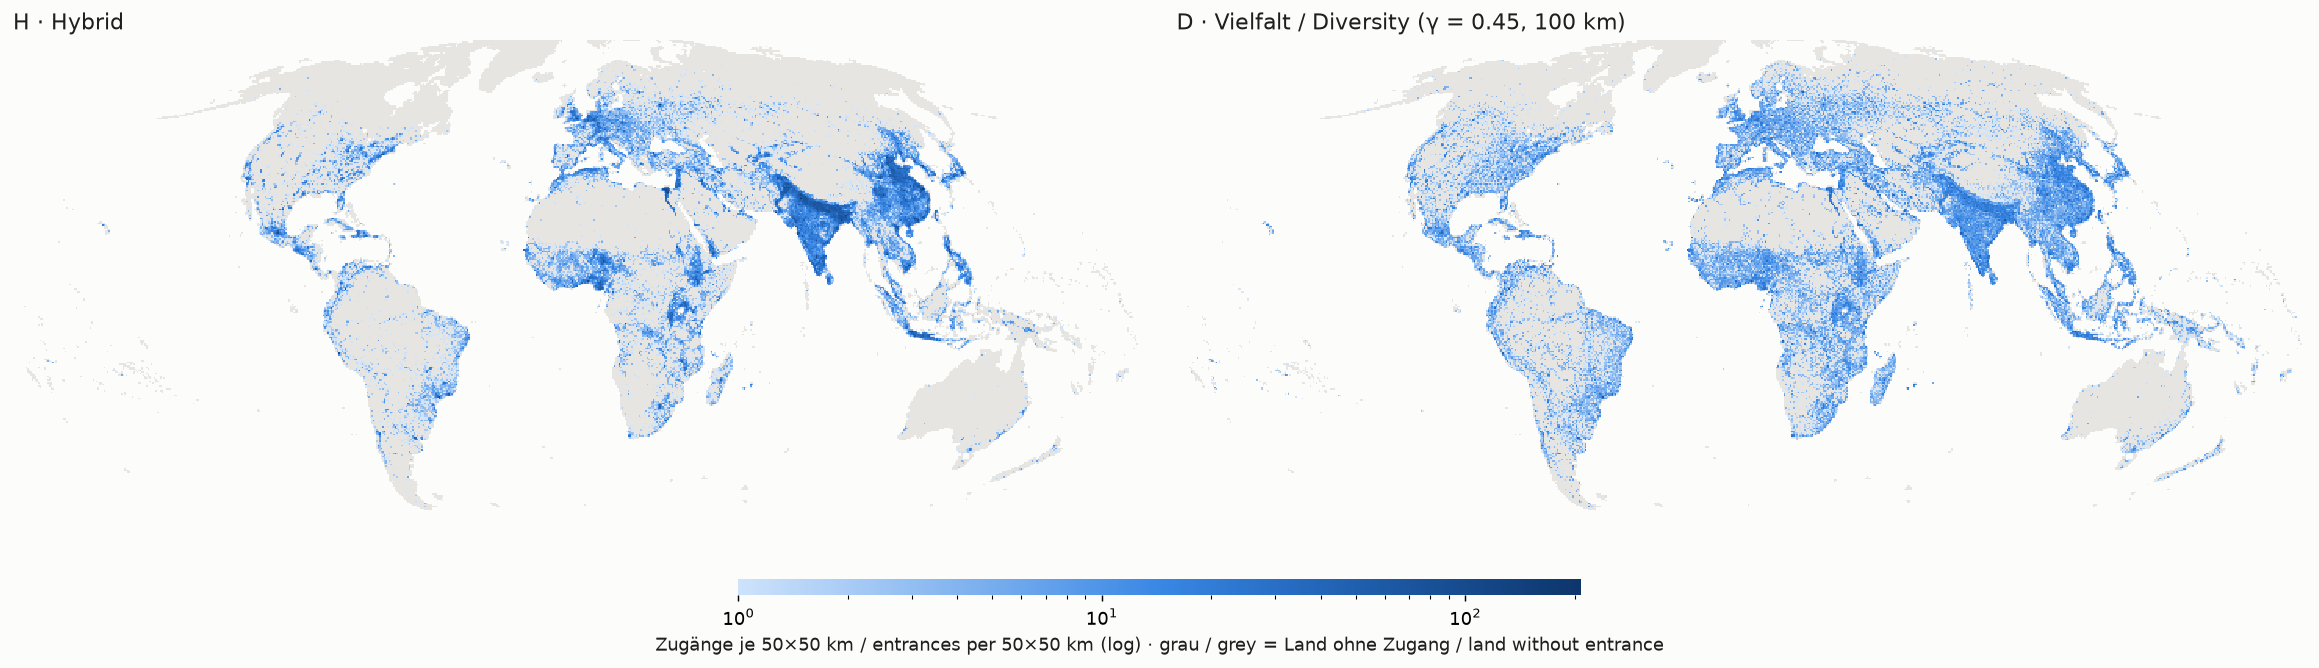 H · Hybrid
D · Vielfalt / Diversity (γ = 0.45, 100 km)
10⁰ 10¹ 10²
Zugänge je 50×50 km / entrances per 50×50 km (log) · grau / grey = Land ohne Zugang / land without entrance